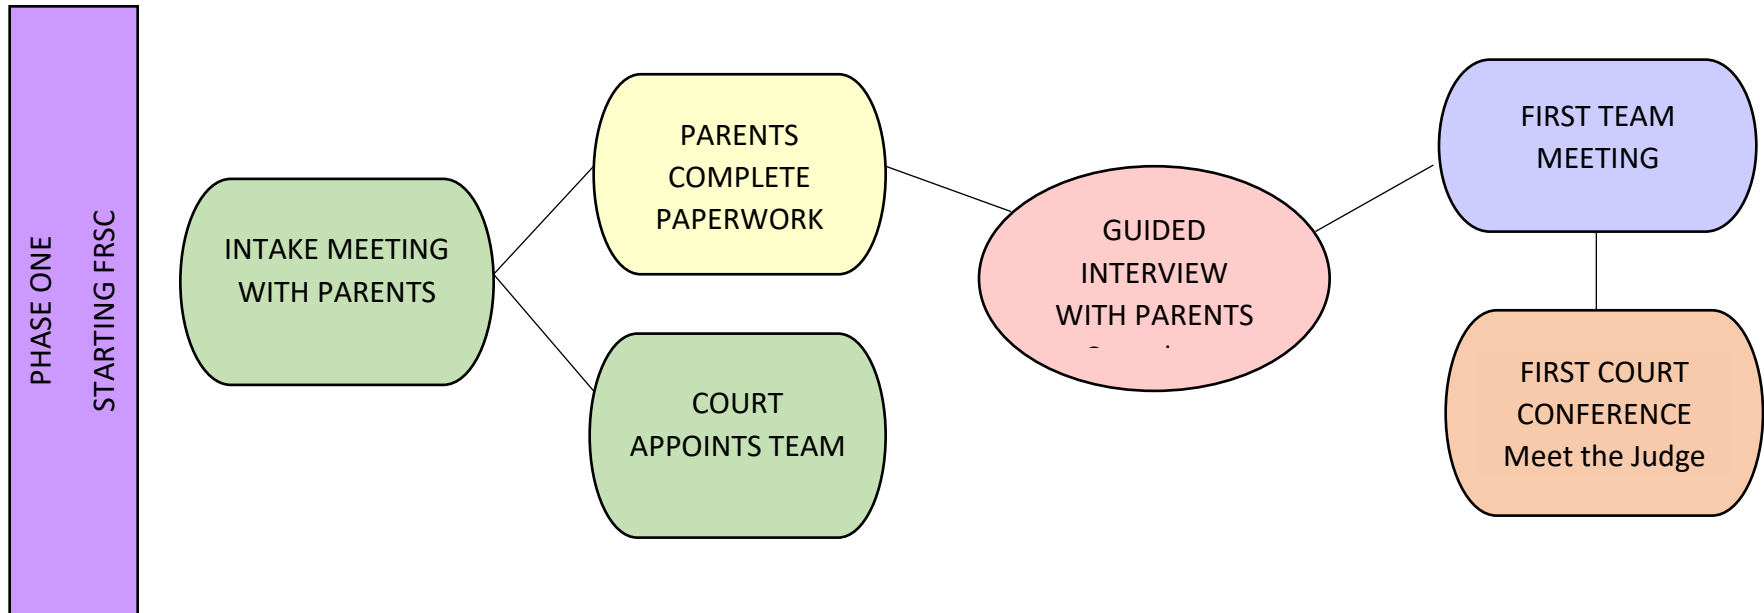 PHASE ONE
STARTING FRSC
INTAKE MEETING
WITH PARENTS
PARENTS
COMPLETE
PAPERWORK
COURT
APPOINTS TEAM
GUIDED
INTERVIEW
WITH PARENTS
FIRST TEAM
MEETING
FIRST COURT
CONFERENCE
Meet the Judge